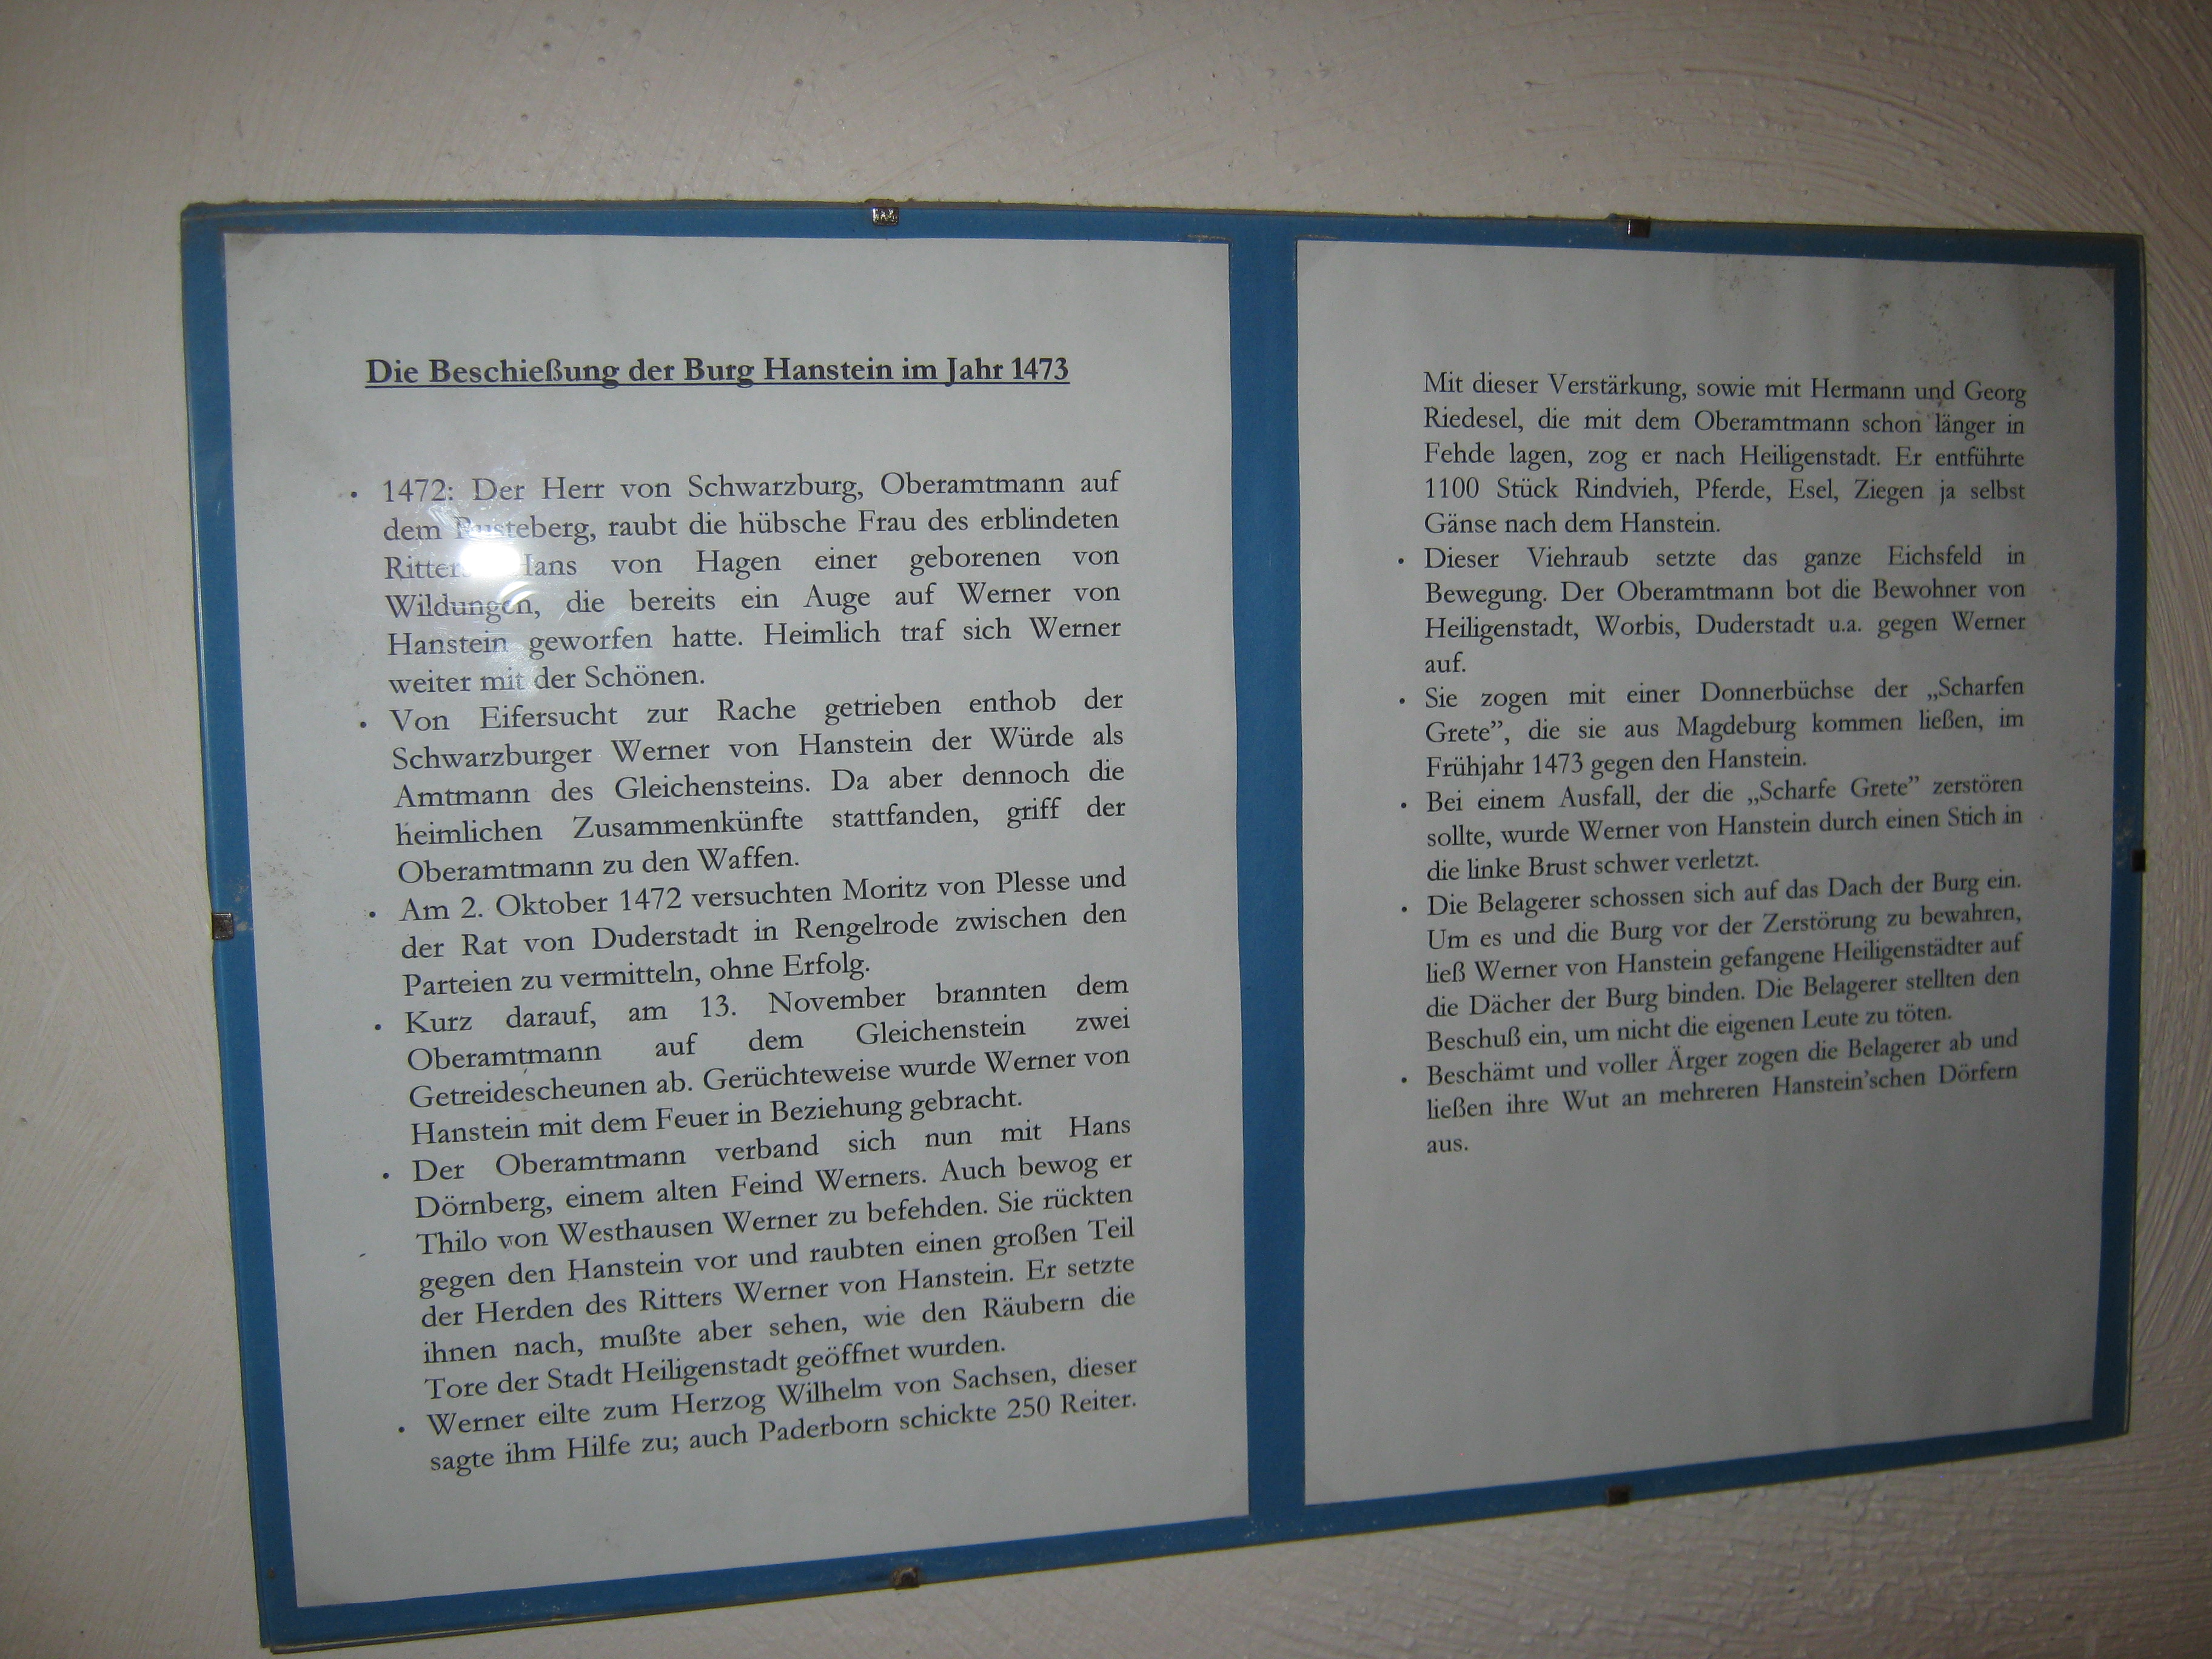 Die Beschießung der Burg Hanstein im Jahr 1473
• 1472: Der Herr von Schwarzburg, Oberamtmann auf
dem Rusteberg, raubt die hübsche Frau des erblindeten
Ritters Hans von Hagen einer geborenen von
Wildungen, die bereits ein Auge auf Werner von
Hanstein geworfen hatte. Heimlich traf sich Werner
weiter mit der Schönen.
• Von Eifersucht zur Rache getrieben enthob der
Schwarzburger Werner von Hanstein der Würde als
Amtmann des Gleichensteins. Da aber dennoch die
heimlichen Zusammenkünfte stattfanden, griff der
Oberamtmann zu den Waffen.
• Am 2. Oktober 1472 versuchten Moritz von Plesse und
der Rat von Duderstadt in Rengelrode zwischen den
Parteien zu vermitteln, ohne Erfolg.
• Kurz darauf, am 13. November brannten dem
Oberamtmann auf dem Gleichenstein zwei
Getreidescheunen ab. Gerüchteweise wurde Werner von
Hanstein mit dem Feuer in Beziehung gebracht.
• Der Oberamtmann verband sich nun mit Hans
Dörnberg, einem alten Feind Werners. Auch bewog er
Thilo von Westhausen Werner zu befehden. Sie rückten
gegen den Hanstein vor und raubten einen großen Teil
der Herden des Ritters Werner von Hanstein. Er setzte
ihnen nach, mußte aber sehen, wie den Räubern die
Tore der Stadt Heiligenstadt geöffnet wurden.
• Werner eilte zum Herzog Wilhelm von Sachsen, dieser
sagte ihm Hilfe zu; auch Paderborn schickte 250 Reiter.
Mit dieser Verstärkung, sowie mit Hermann und Georg
Riedesel, die mit dem Oberamtmann schon länger in
Fehde lagen, zog er nach Heiligenstadt. Er entführte
1100 Stück Rindvieh, Pferde, Esel, Ziegen ja selbst
Gänse nach dem Hanstein.
• Dieser Viehraub setzte das ganze Eichsfeld in
Bewegung. Der Oberamtmann bot die Bewohner von
Heiligenstadt, Worbis, Duderstadt u.a. gegen Werner
auf.
• Sie zogen mit einer Donnerbüchse der „Scharfen
Grete”, die sie aus Magdeburg kommen ließen, im
Frühjahr 1473 gegen den Hanstein.
• Bei einem Ausfall, der die „Scharfe Grete” zerstören
sollte, wurde Werner von Hanstein durch einen Stich in
die linke Brust schwer verletzt.
• Die Belagerer schossen sich auf das Dach der Burg ein.
Um es und die Burg vor der Zerstörung zu bewahren,
ließ Werner von Hanstein gefangene Heiligenstädter auf
die Dächer der Burg binden. Die Belagerer stellten den
Beschuß ein, um nicht die eigenen Leute zu töten.
• Beschämt und voller Ärger zogen die Belagerer ab und
ließen ihre Wut an mehreren Hanstein’schen Dörfern
aus.